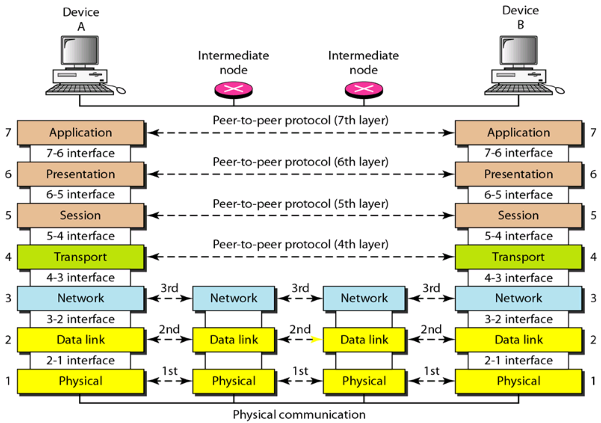 Device
A
Device
B
Intermediate
node
Intermediate
node
7 Application Peer-to-peer protocol (7th layer) Application 7
7-6 interface 7-6 interface
6 Presentation Peer-to-peer protocol (6th layer) Presentation 6
6-5 interface 6-5 interface
5 Session Peer-to-peer protocol (5th layer) Session 5
5-4 interface 5-4 interface
4 Transport Peer-to-peer protocol (4th layer) Transport 4
4-3 interface 4-3 interface
3 Network 3rd Network 3rd Network 3rd Network 3
3-2 interface 3-2 interface
2 Data link 2nd Data link 2nd Data link 2nd Data link 2
2-1 interface 2-1 interface
1 Physical 1st Physical 1st Physical 1st Physical 1
Physical communication